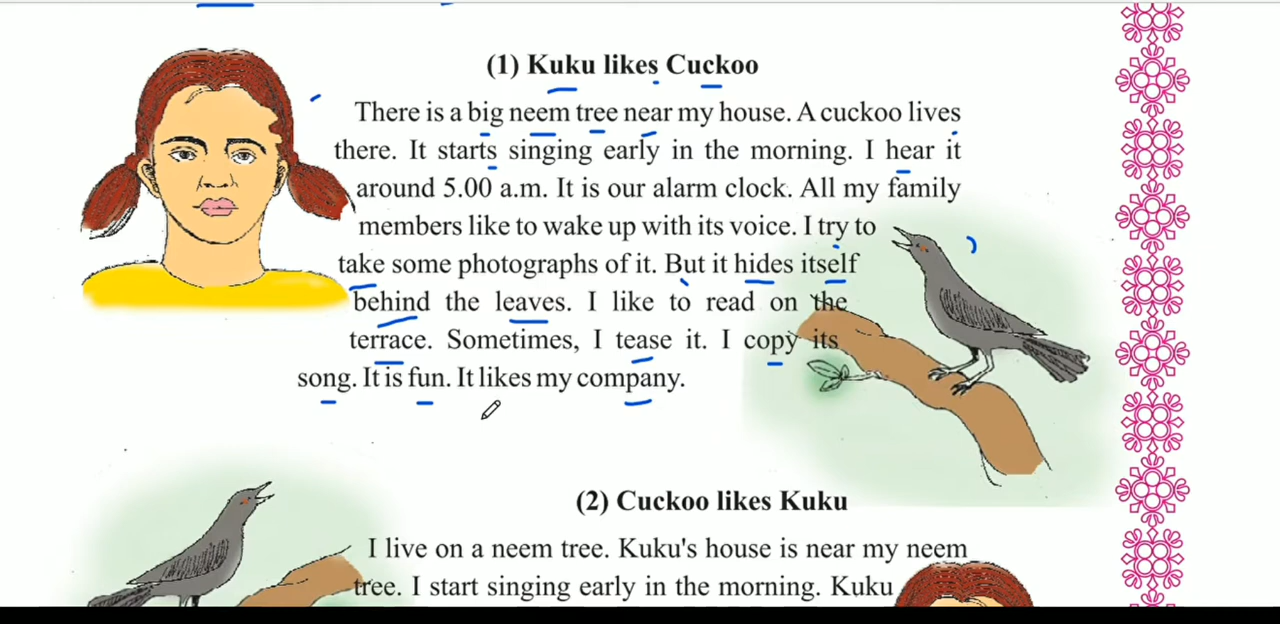 (1) Kuku likes Cuckoo
There is a big neem tree near my house. A cuckoo lives
there. It starts singing early in the morning. I hear it
around 5.00 a.m. It is our alarm clock. All my family
members like to wake up with its voice. I try to
take some photographs of it. But it hides itself
behind the leaves. I like to read on the
terrace. Sometimes, I tease it. I copy its
song. It is fun. It likes my company.
(2) Cuckoo likes Kuku
I live on a neem tree. Kuku's house is near my neem
tree. I start singing early in the morning. Kuku